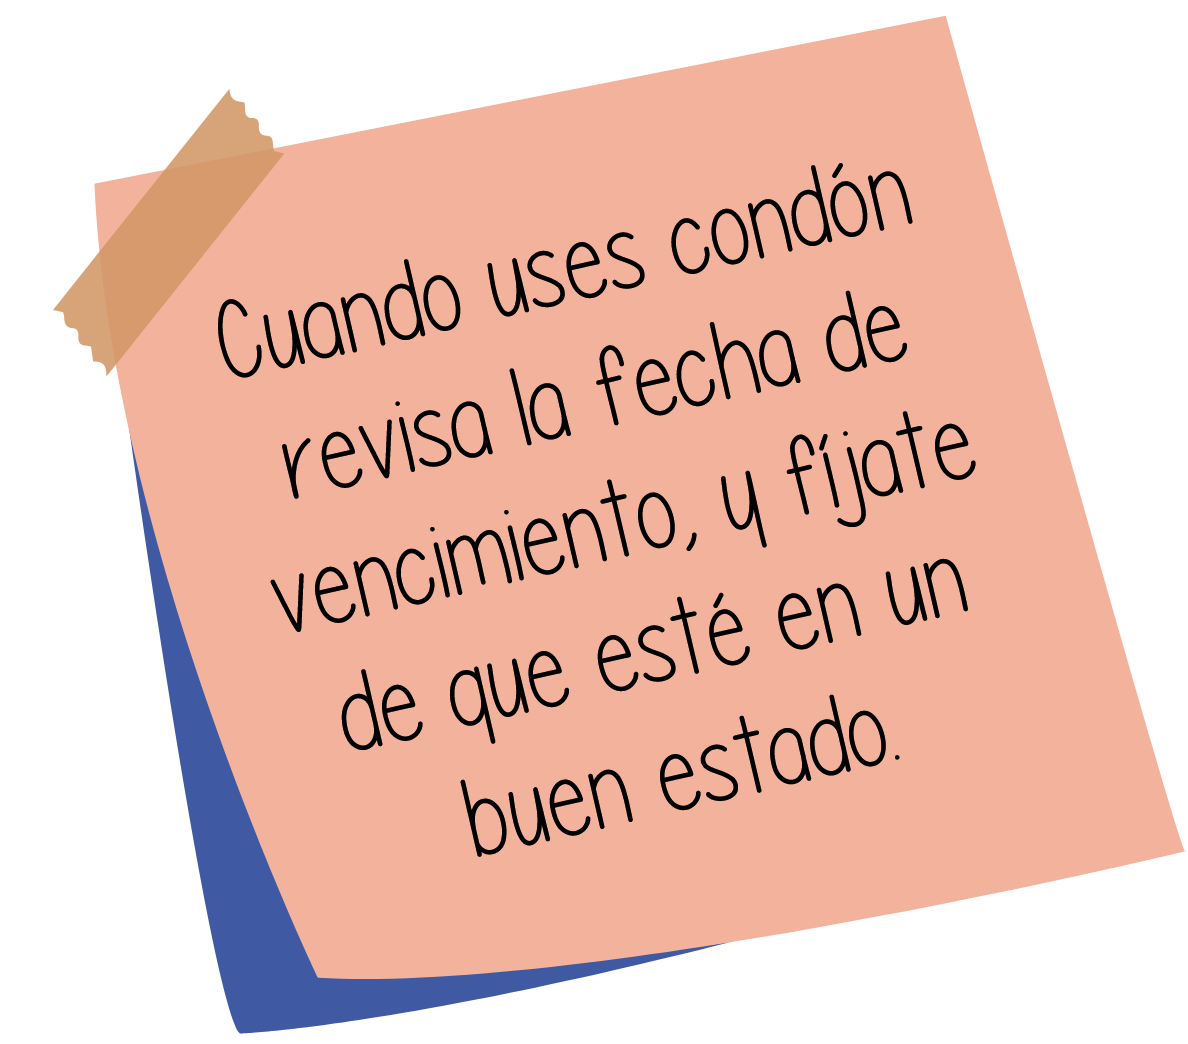 Cuando uses condón
revisa la fecha de
vencimiento, y fíjate
de que esté en un
buen estado.